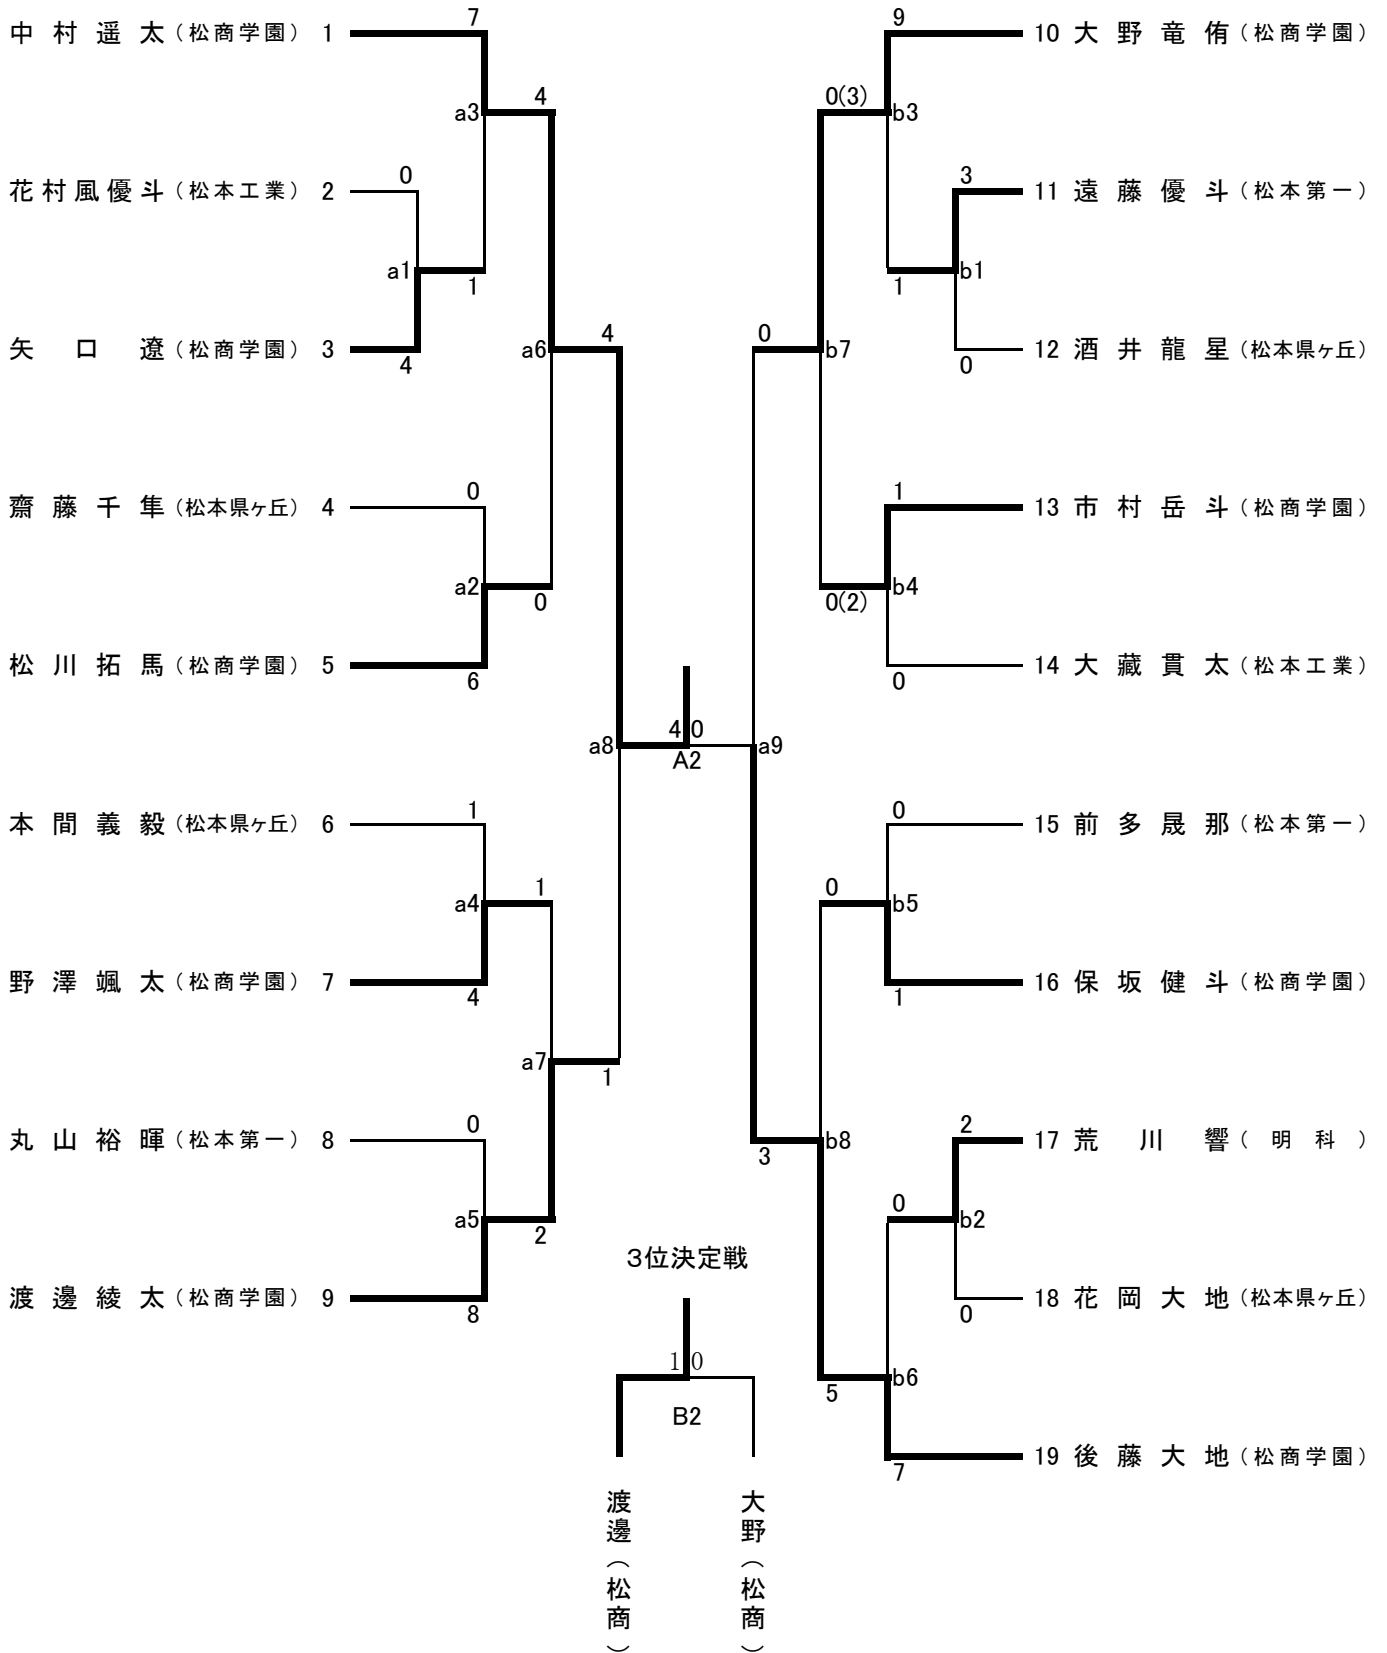 7
9
中村遥太（松商学園）1
10 大野竜侑（松商学園）
4
0(3)
a3
b3
0
3
花村風優斗（松本工業）2
11 遠藤優斗（松本第一）
a1
b1
1
1
矢口遼（松商学園）3
4
0
a6
b7
12 酒井龍星（松本県ヶ丘）
4
0
0
1
齋藤千隼（松本県ヶ丘）4
13 市村岳斗（松商学園）
a2
b4
0
0(2)
松川拓馬（松商学園）5
14 大藏貫太（松本工業）
6
0
4 0
a8
a9
A2
1
0
本間義毅（松本県ヶ丘）6
15 前多晟那（松本第一）
1
0
a4
b5
野澤颯太（松商学園）7
16 保坂健斗（松商学園）
4
1
a7
1
0
2
丸山裕暉（松本第一）8
b8
17 荒川響（明科）
3
0
a5
b2
2
３位決定戦
渡邊綾太（松商学園）9
18 花岡大地（松本県ヶ丘）
8
0
1 0
b6
5
B2
19 後藤大地（松商学園）
7
渡邊（松商）
大野（松商）